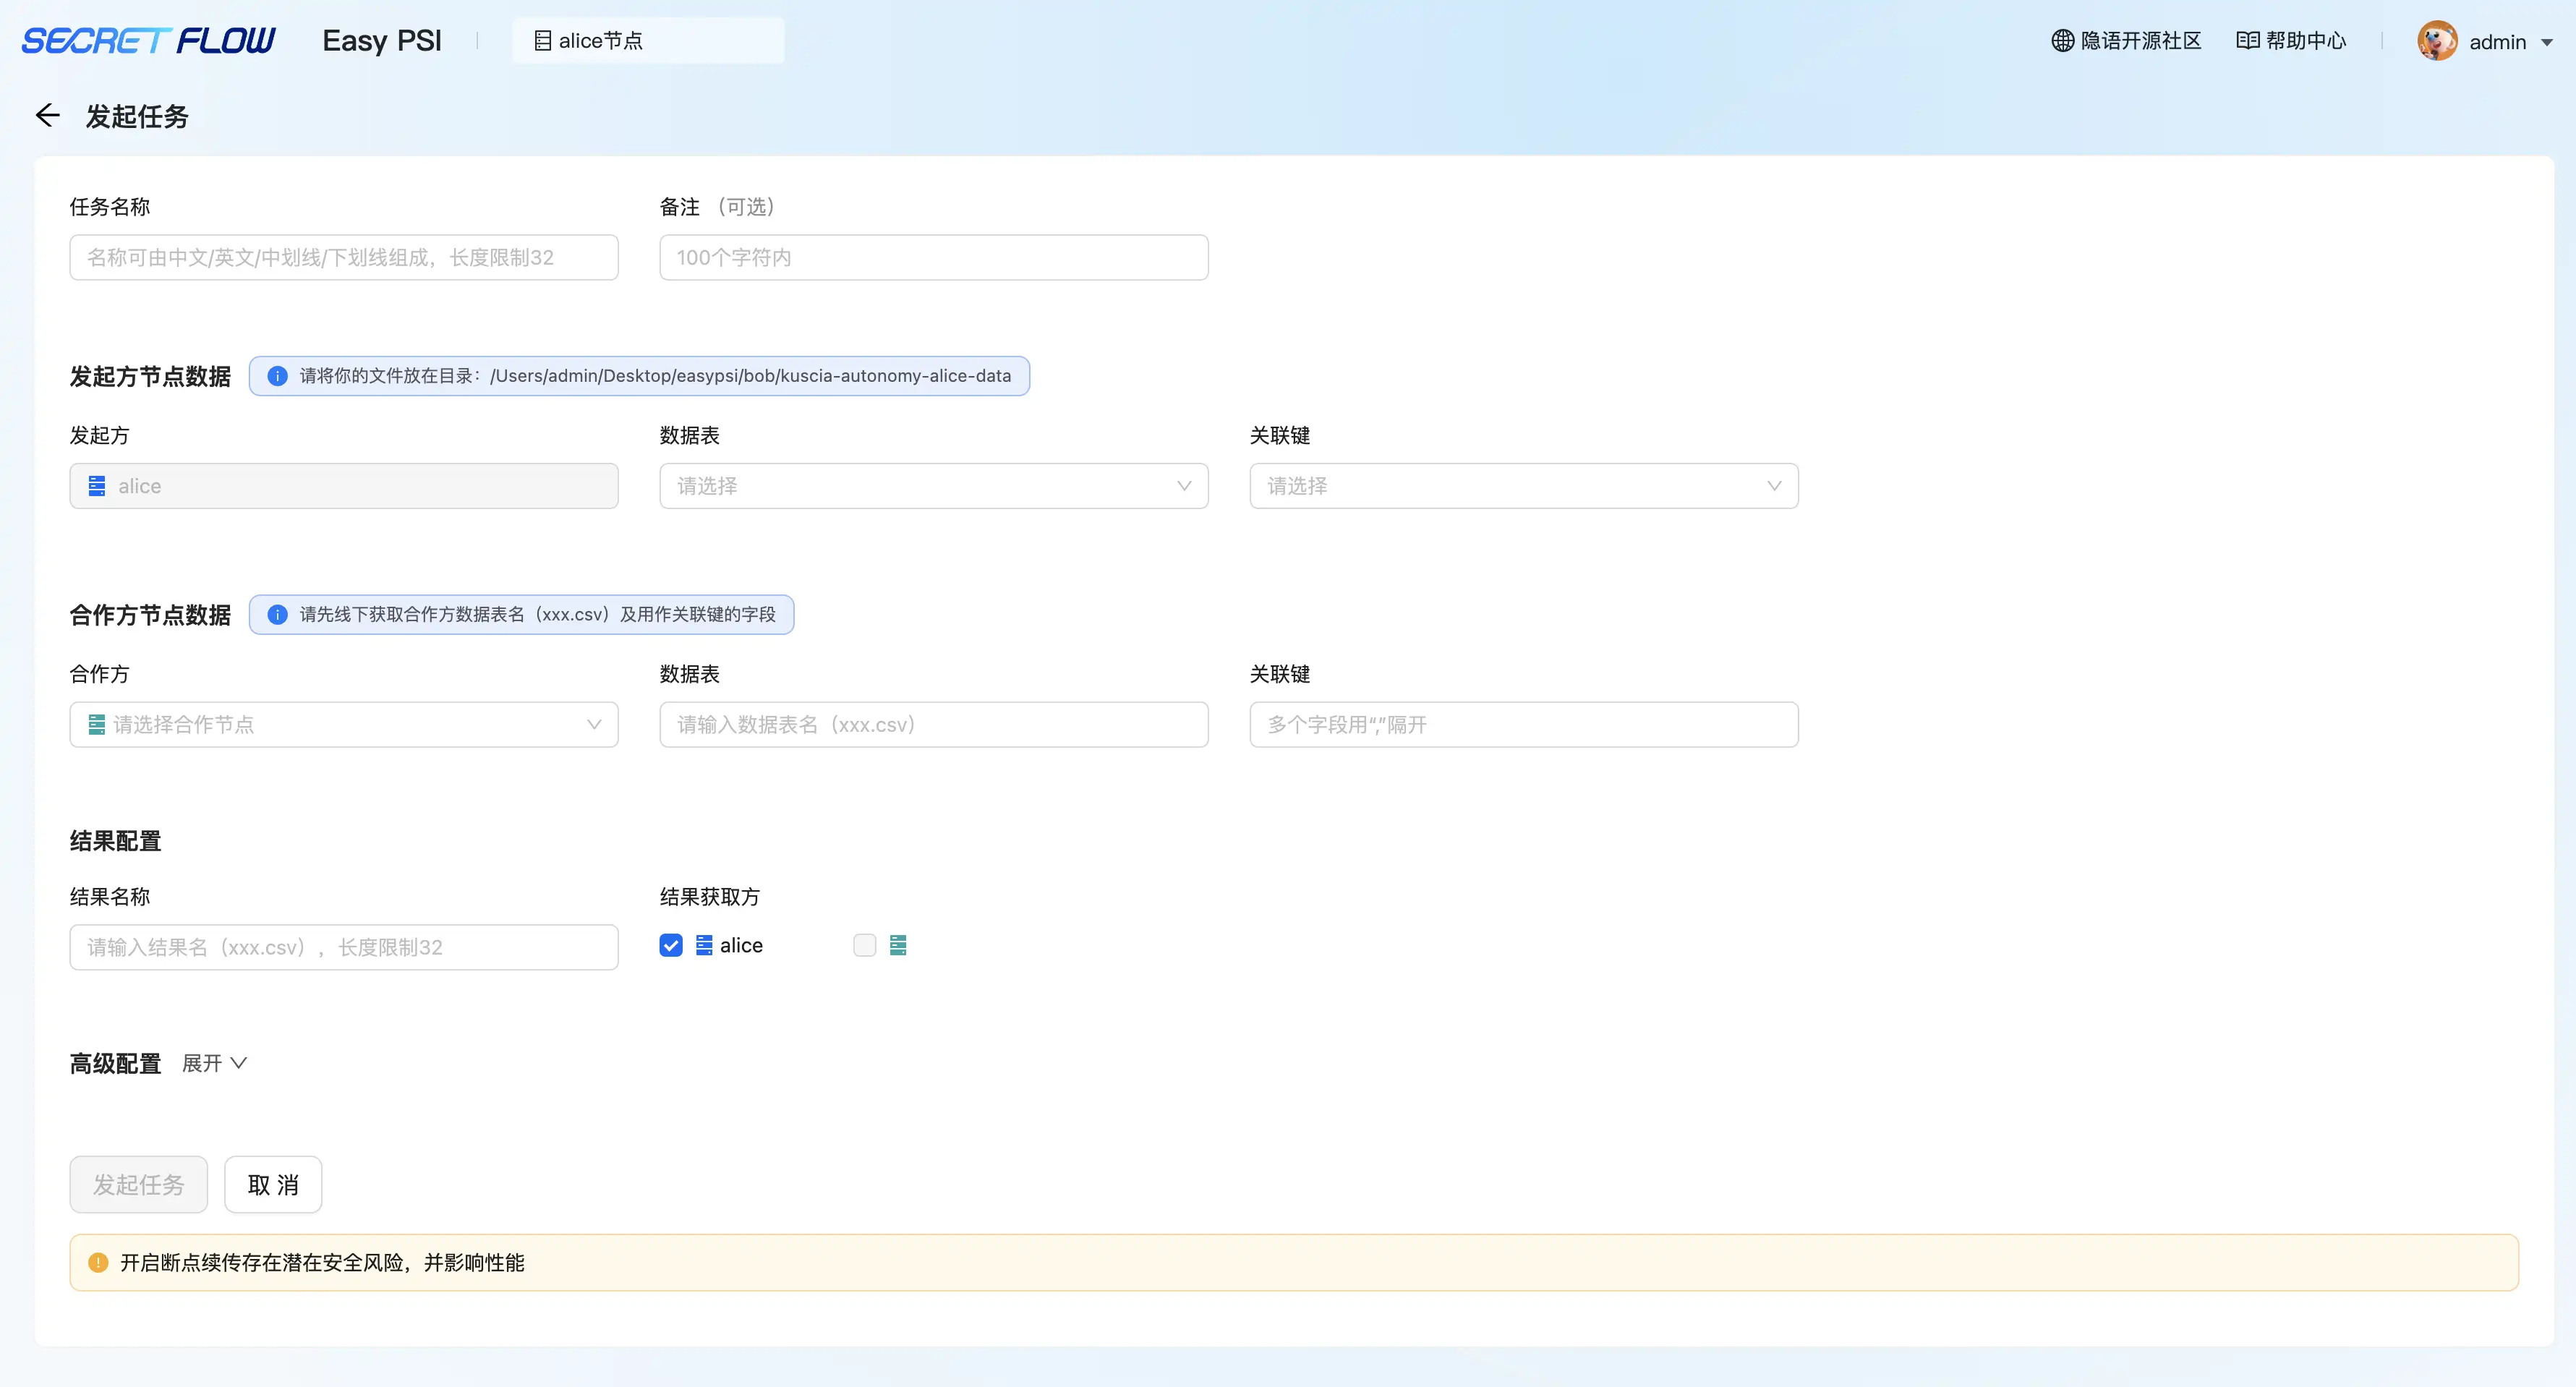 SECRET FLOW
Easy PSI
alice节点
隐语开源社区
帮助中心
admin
发起任务
任务名称
备注 （可选）
名称可由中文/英文/中划线/下划线组成，长度限制32
100个字符内
发起方节点数据
请将你的文件放在目录：/Users/admin/Desktop/easypsi/bob/kuscia-autonomy-alice-data
发起方
数据表
关联键
alice
请选择
请选择
合作方节点数据
请先线下获取合作方数据表名（xxx.csv）及用作关联键的字段
合作方
数据表
关联键
请选择合作节点
请输入数据表名（xxx.csv）
多个字段用“,”隔开
结果配置
结果名称
结果获取方
请输入结果名（xxx.csv），长度限制32
alice
高级配置 展开
发起任务
取 消
开启断点续传存在潜在安全风险，并影响性能